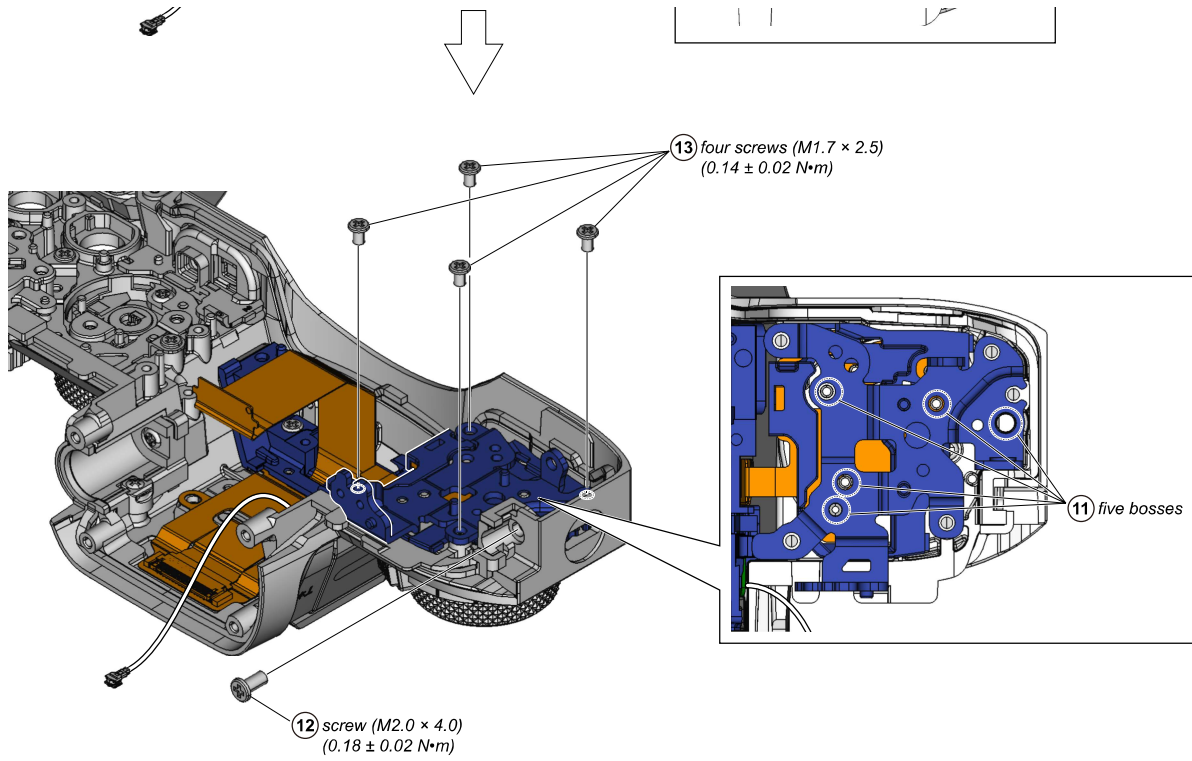 13 four screws (M1.7 × 2.5)
(0.14 ± 0.02 N•m)
11 five bosses
12 screw (M2.0 × 4.0)
(0.18 ± 0.02 N•m)